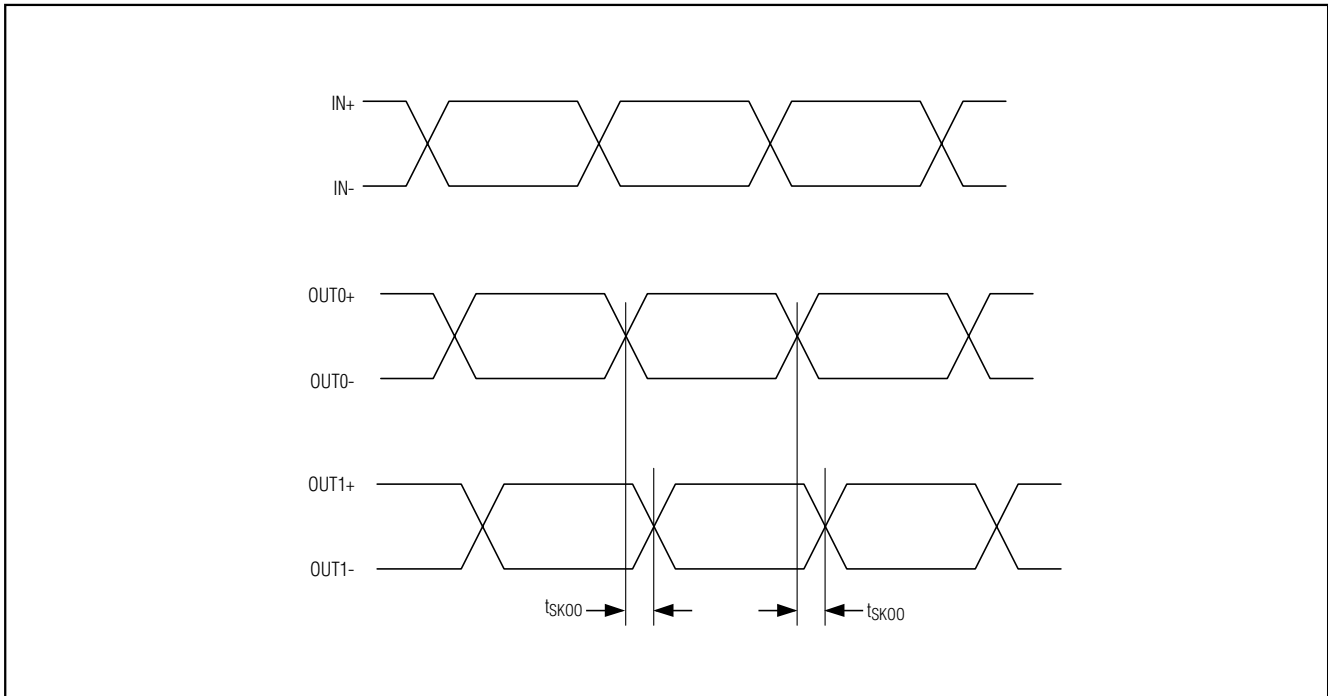 IN+
IN-
OUT0+
OUT0-
OUT1+
OUT1-
tSKOO
tSKOO